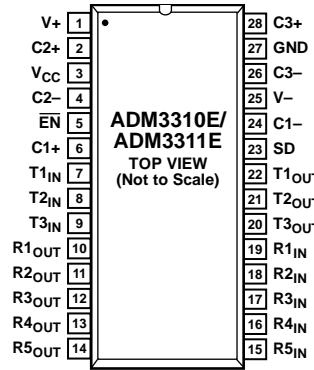 V+ 1
C2+ 2
VCC 3
C2– 4
EN 5
C1+ 6
T1IN 7
T2IN 8
T3IN 9
R1OUT 10
R2OUT 11
R3OUT 12
R4OUT 13
R5OUT 14
ADM3310E/
ADM3311E
TOP VIEW
(Not to Scale)
28 C3+
27 GND
26 C3–
25 V–
24 C1–
23 SD
22 T1OUT
21 T2OUT
20 T3OUT
19 R1IN
18 R2IN
17 R3IN
16 R4IN
15 R5IN